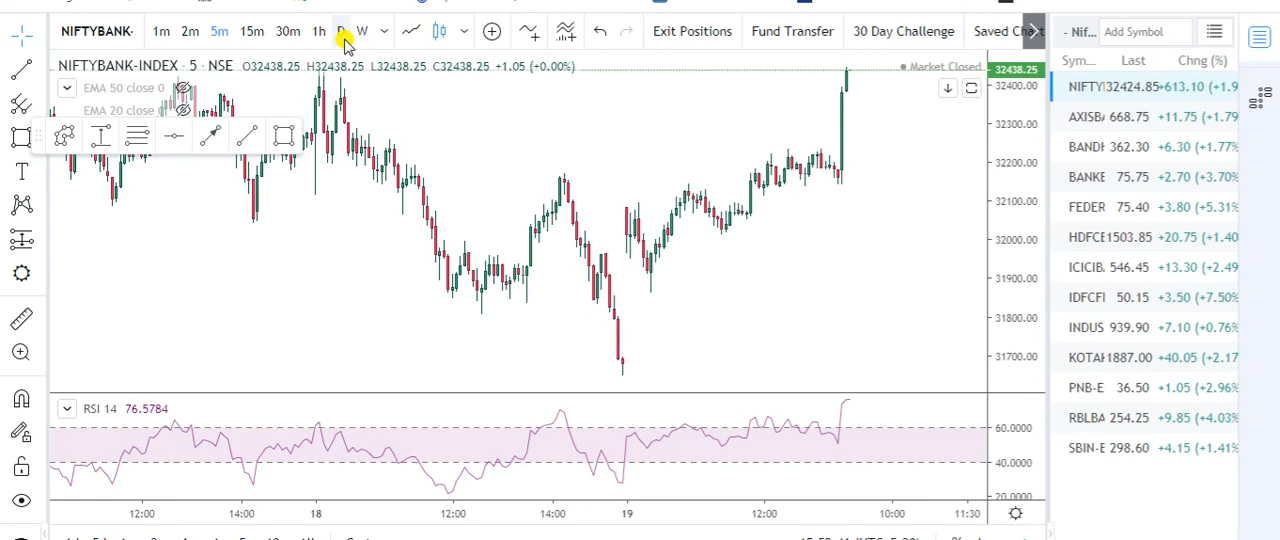 NIFTYBANK- 1m 2m 5m 15m 30m 1h D W Exit Positions Fund Transfer 30 Day Challenge Saved Cha - Nif... Add Symbol
NIFTYBANK-INDEX · 5 · NSE O32438.25 H32438.25 L32438.25 C32438.25 +1.05 (+0.00%) Market Closed 32438.25
EMA 50 close 0
EMA 20 close 0
32400.00
32300.00
32200.00
32100.00
32000.00
31900.00
31800.00
31700.00
RSI 14 76.5784
60.0000
40.0000
20.0000
12:00 14:00 18 12:00 14:00 19 12:00 10:00 11:30
Sym... Last Chng (%)
NIFTY 32424.85 +613.10 (+1.9
AXISB 668.75 +11.75 (+1.79
BANDH 362.30 +6.30 (+1.77%
BANKE 75.75 +2.70 (+3.70%
FEDER 75.40 +3.80 (+5.31%
HDFCE 1503.85 +20.75 (+1.40
ICICIB 546.45 +13.30 (+2.49
IDFCFI 50.15 +3.50 (+7.50%
INDUS 939.90 +7.10 (+0.76%
KOTAK 1887.00 +40.05 (+2.17
PNB-E 36.50 +1.05 (+2.96%
RBLBA 254.25 +9.85 (+4.03%
SBIN-E 298.60 +4.15 (+1.41%